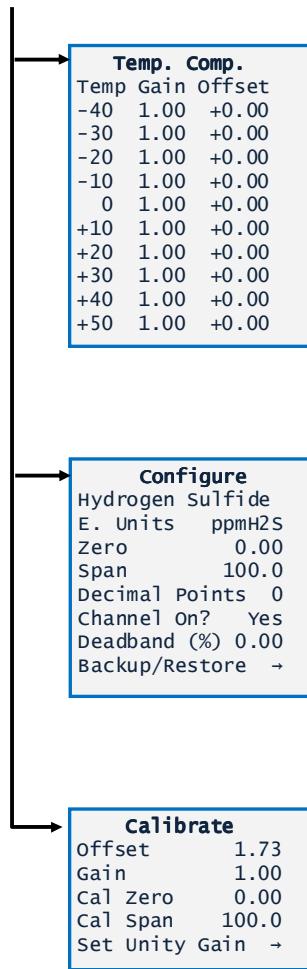 Temp. Comp.
Temp Gain Offset
-40 1.00 +0.00
-30 1.00 +0.00
-20 1.00 +0.00
-10 1.00 +0.00
0 1.00 +0.00
+10 1.00 +0.00
+20 1.00 +0.00
+30 1.00 +0.00
+40 1.00 +0.00
+50 1.00 +0.00
Configure
Hydrogen Sulfide
E. Units ppmH2S
Zero 0.00
Span 100.0
Decimal Points 0
Channel On? Yes
Deadband (%) 0.00
Backup/Restore →
Calibrate
Offset 1.73
Gain 1.00
Cal Zero 0.00
Cal Span 100.0
Set Unity Gain →